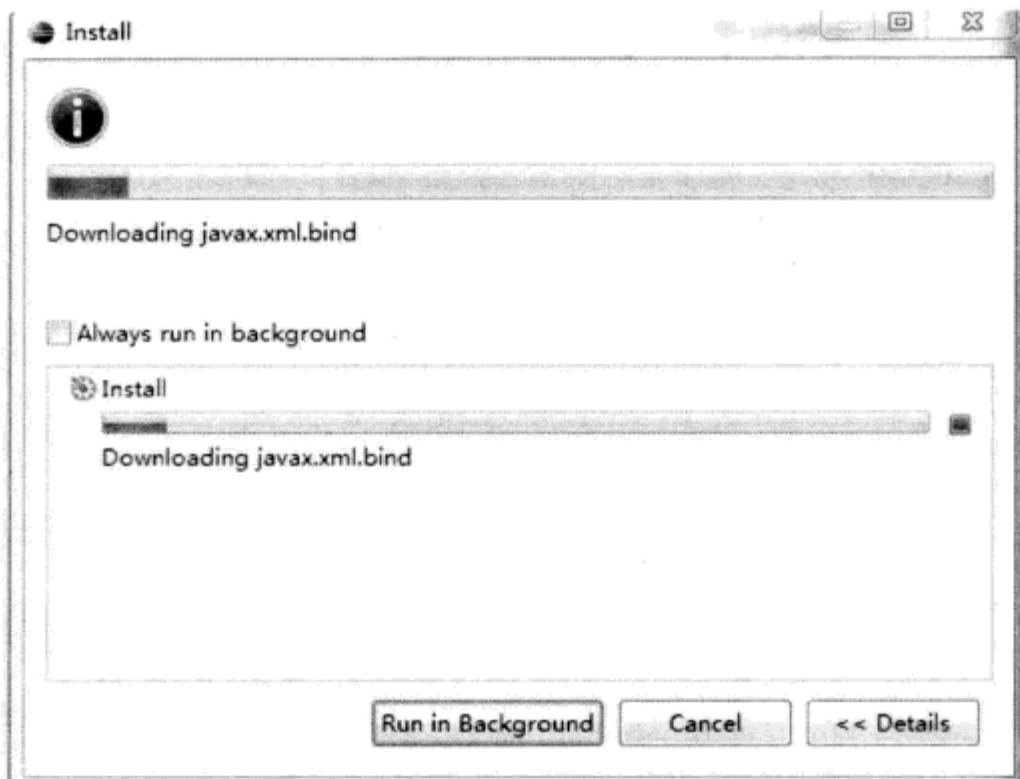 Install
Downloading javax.xml.bind
Always run in background
Install
Downloading javax.xml.bind
Run in Background
Cancel
<< Details